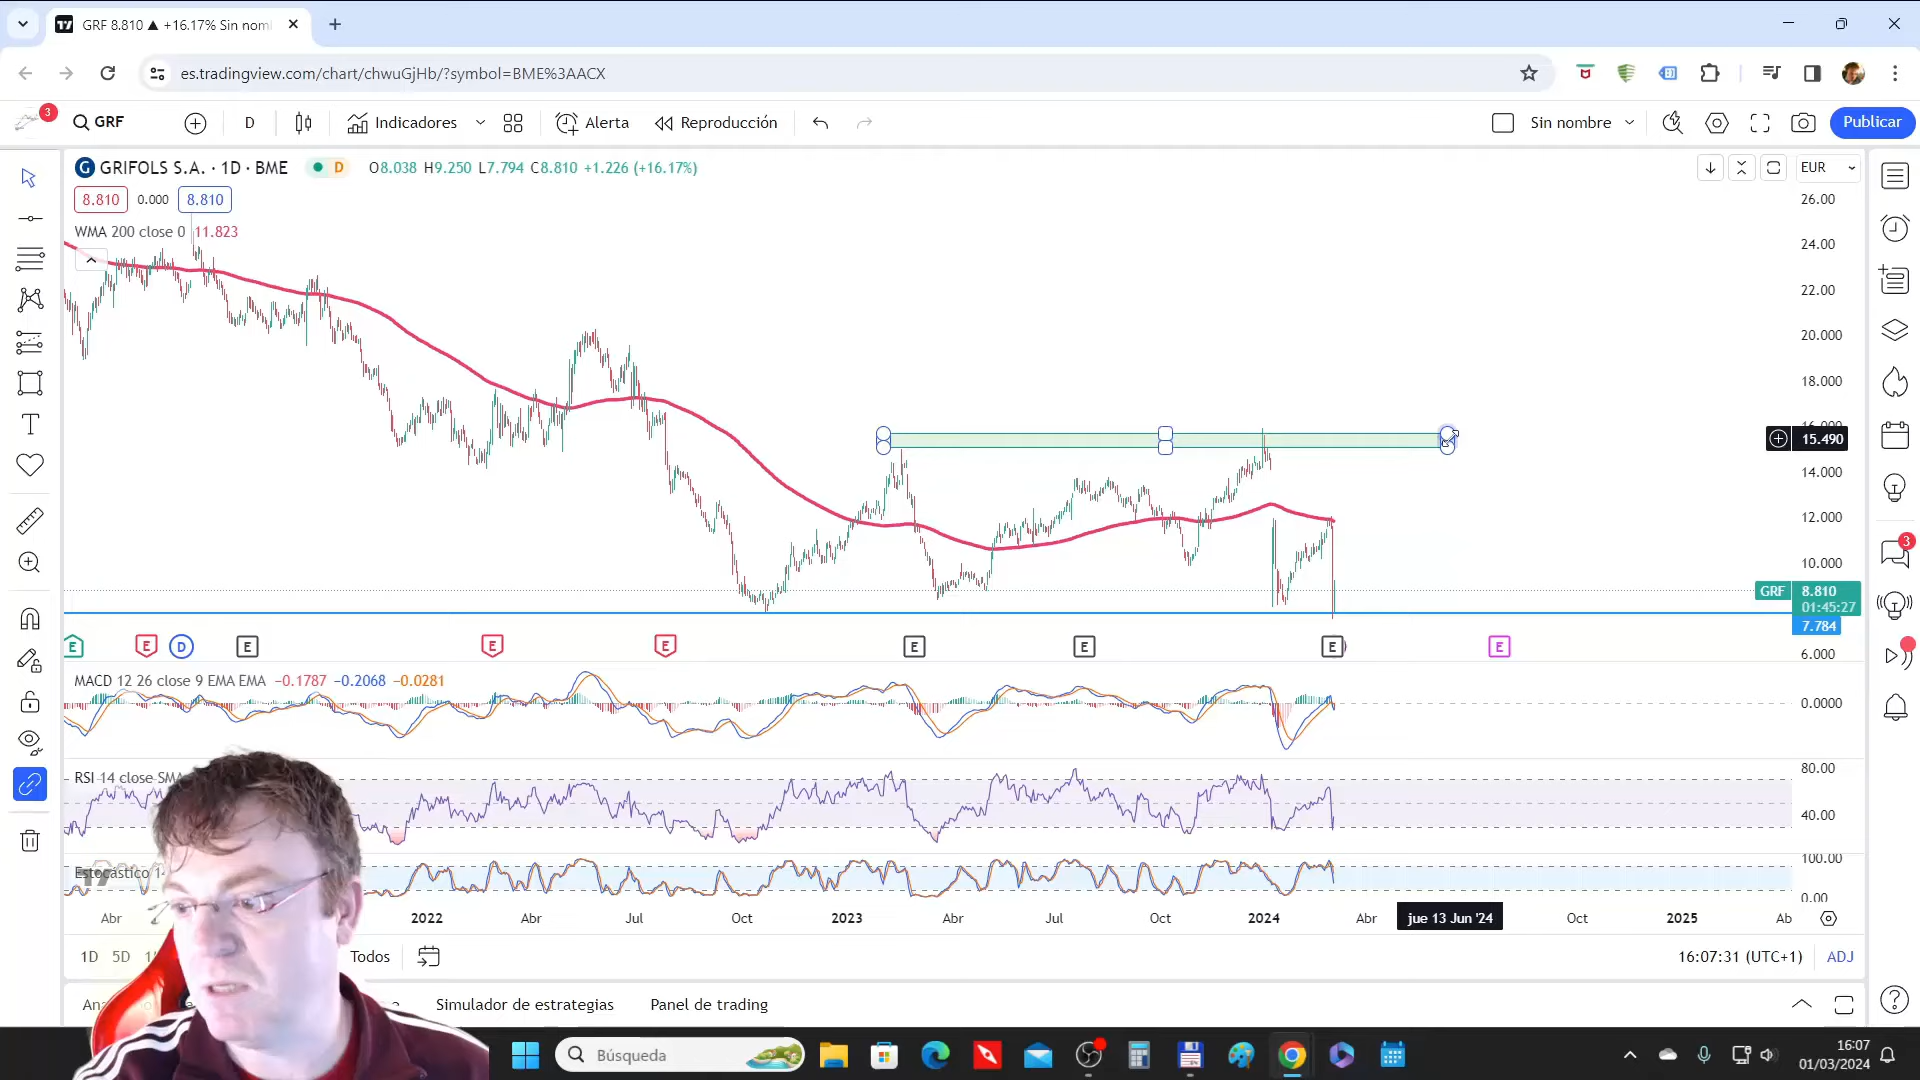 GRF 8.810 ▲ +16.17% Sin nom
es.tradingview.com/chart/chwuGjHb/?symbol=BME%3AACX
3
GRF
D
Indicadores
Alerta
Reproducción
Sin nombre
Publicar
GRIFOLS S.A. · 1D · BME
D
O8.038 H9.250 L7.794 C8.810 +1.226 (+16.17%)
EUR
8.810 0.000 8.810
WMA 200 close 0 11.823
26.00
24.00
22.00
20.000
18.000
15.490
14.000
12.000
10.000
GRF 8.810
01:45:27
7.784
6.000
E E D E E E E E E E
MACD 12 26 close 9 EMA EMA −0.1787 −0.2068 −0.0281
0.0000
RSI 14 close SMA
80.00
40.00
Estocástico 14
100.00
0.00
Abr 2022 Abr Jul Oct 2023 Abr Jul Oct 2024 Abr jue 13 Jun '24 Oct 2025 Ab
1D 5D Todos
16:07:31 (UTC+1) ADJ
Simulador de estrategias
Panel de trading
3
Búsqueda
16:07
01/03/2024